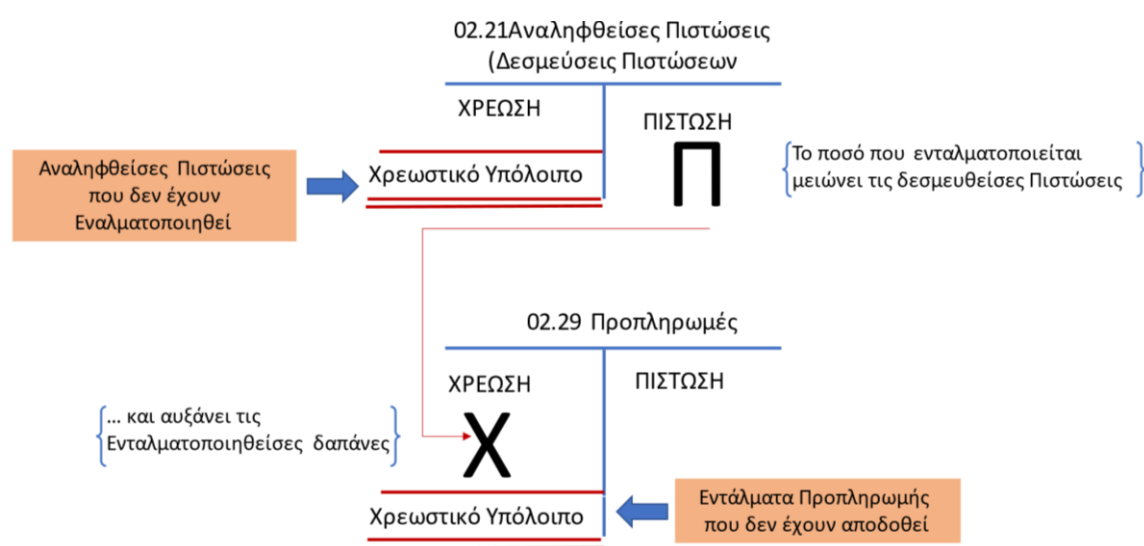 02.21Αναληφθείσες Πιστώσεις
(Δεσμεύσεις Πιστώσεων
ΧΡΕΩΣΗ
ΠΙΣΤΩΣΗ
Π
Αναληφθείσες Πιστώσεις
που δεν έχουν
Εναλματοποιηθεί
Χρεωστικό Υπόλοιπο
Το ποσό που ενταλματοποιείται
μειώνει τις δεσμευθείσες Πιστώσεις
02.29 Προπληρωμές
ΧΡΕΩΣΗ
ΠΙΣΤΩΣΗ
... και αυξάνει τις
Ενταλματοποιηθείσες δαπάνες
Χ
Χρεωστικό Υπόλοιπο
Εντάλματα Προπληρωμής
που δεν έχουν αποδοθεί